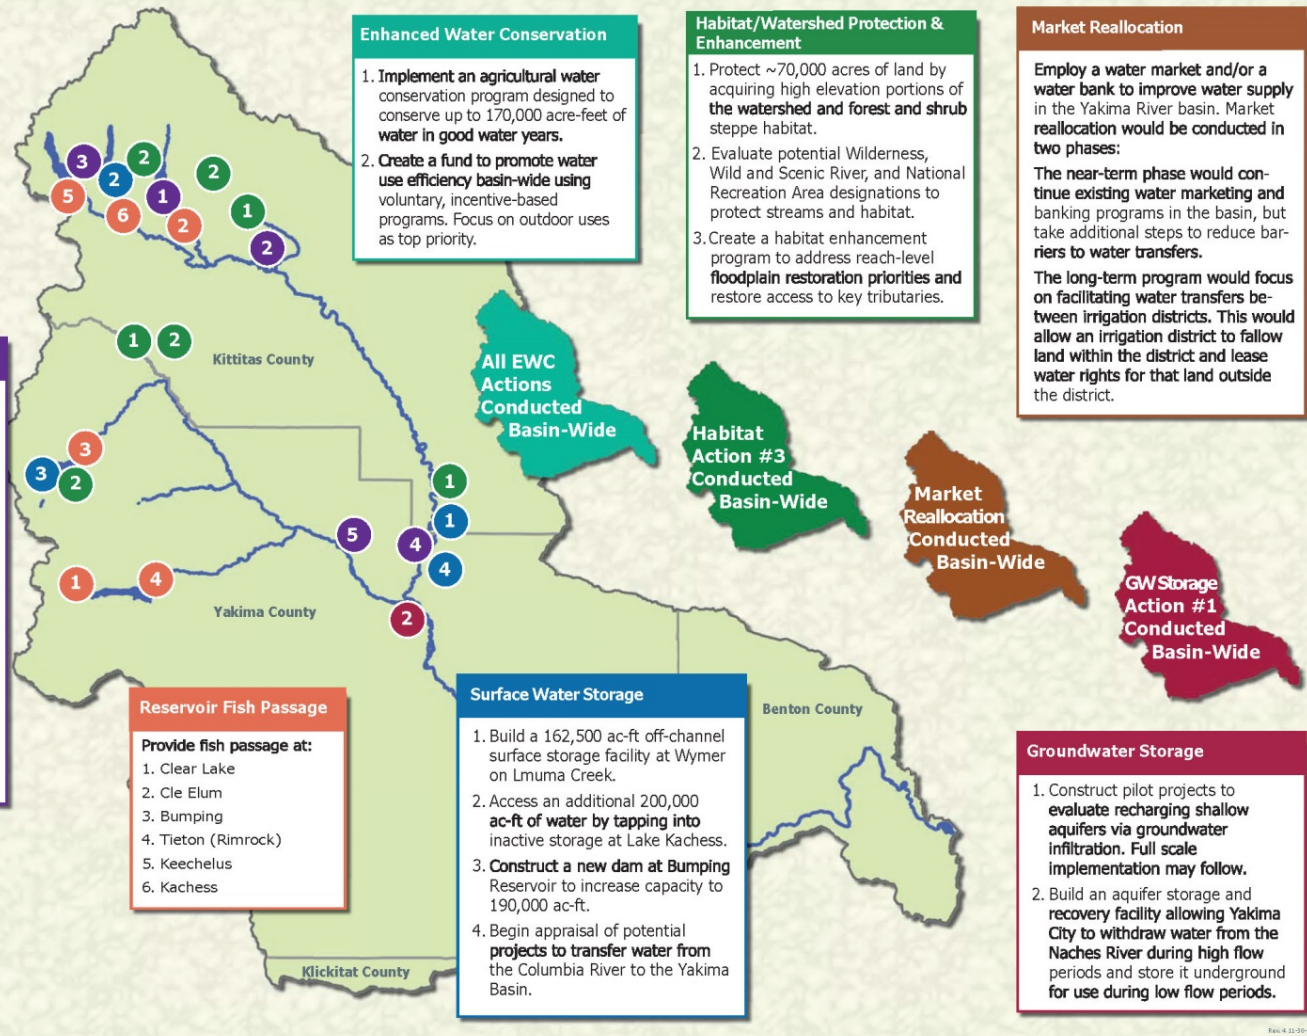 Enhanced Water Conservation
1. Implement an agricultural water
conservation program designed to
conserve up to 170,000 acre-feet of
water in good water years.
2. Create a fund to promote water
use efficiency basin-wide using
voluntary, incentive-based
programs. Focus on outdoor uses
as top priority.
Habitat/Watershed Protection &
Enhancement
1. Protect ~70,000 acres of land by
acquiring high elevation portions of
the watershed and forest and shrub
steppe habitat.
2. Evaluate potential Wilderness,
Wild and Scenic River, and National
Recreation Area designations to
protect streams and habitat.
3. Create a habitat enhancement
program to address reach-level
floodplain restoration priorities and
restore access to key tributaries.
Market Reallocation
Employ a water market and/or a
water bank to improve water supply
in the Yakima River basin. Market
reallocation would be conducted in
two phases:
The near-term phase would con-
tinue existing water marketing and
banking programs in the basin, but
take additional steps to reduce bar-
riers to water transfers.
The long-term program would focus
on facilitating water transfers be-
tween irrigation districts. This would
allow an irrigation district to fallow
land within the district and lease
water rights for that land outside
the district.
3
2
2
2
5
1
6
2
1
2
1
2
Kittitas County
3
3
2
1
1
5
4
4
1
4
2
Yakima County
Benton County
Klickitat County
All EWC
Actions
Conducted
Basin-Wide
Habitat
Action #3
Conducted
Basin-Wide
Market
Reallocation
Conducted
Basin-Wide
GW Storage
Action #1
Conducted
Basin-Wide
Reservoir Fish Passage
Provide fish passage at:
1. Clear Lake
2. Cle Elum
3. Bumping
4. Tieton (Rimrock)
5. Keechelus
6. Kachess
Surface Water Storage
1. Build a 162,500 ac-ft off-channel
surface storage facility at Wymer
on Lmuma Creek.
2. Access an additional 200,000
ac-ft of water by tapping into
inactive storage at Lake Kachess.
3. Construct a new dam at Bumping
Reservoir to increase capacity to
190,000 ac-ft.
4. Begin appraisal of potential
projects to transfer water from
the Columbia River to the Yakima
Basin.
Groundwater Storage
1. Construct pilot projects to
evaluate recharging shallow
aquifers via groundwater
infiltration. Full scale
implementation may follow.
2. Build an aquifer storage and
recovery facility allowing Yakima
City to withdraw water from the
Naches River during high flow
periods and store it underground
for use during low flow periods.